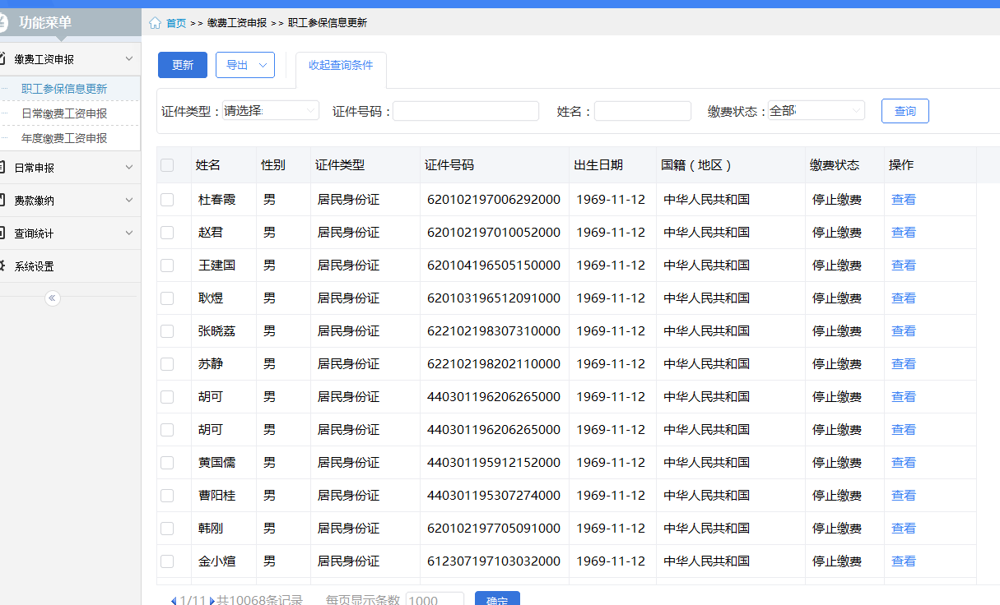 功能菜单
首页 >> 缴费工资申报 >> 职工参保信息更新
缴费工资申报
职工参保信息更新
日常缴费工资申报
年度缴费工资申报
日常申报
费款缴纳
查询统计
系统设置
更新 导出 收起查询条件
证件类型： 请选择 证件号码： 姓名： 缴费状态： 全部 查询
姓名 性别 证件类型 证件号码 出生日期 国籍（地区） 缴费状态 操作
杜春霞 男 居民身份证 620102197006292000 1969-11-12 中华人民共和国 停止缴费 查看
赵君 男 居民身份证 620102197010052000 1969-11-12 中华人民共和国 停止缴费 查看
王建国 男 居民身份证 620104196505150000 1969-11-12 中华人民共和国 停止缴费 查看
耿煜 男 居民身份证 620103196512091000 1969-11-12 中华人民共和国 停止缴费 查看
张晓荔 男 居民身份证 622102198307310000 1969-11-12 中华人民共和国 停止缴费 查看
苏静 男 居民身份证 622102198202110000 1969-11-12 中华人民共和国 停止缴费 查看
胡可 男 居民身份证 440301196206265000 1969-11-12 中华人民共和国 停止缴费 查看
胡可 男 居民身份证 440301196206265000 1969-11-12 中华人民共和国 停止缴费 查看
黄国儒 男 居民身份证 440301195912152000 1969-11-12 中华人民共和国 停止缴费 查看
曹阳桂 男 居民身份证 440301195307274000 1969-11-12 中华人民共和国 停止缴费 查看
韩刚 男 居民身份证 620102197705091000 1969-11-12 中华人民共和国 停止缴费 查看
金小煊 男 居民身份证 612307197103032000 1969-11-12 中华人民共和国 停止缴费 查看
1/11 共10068条记录 每页显示条数 1000 确定